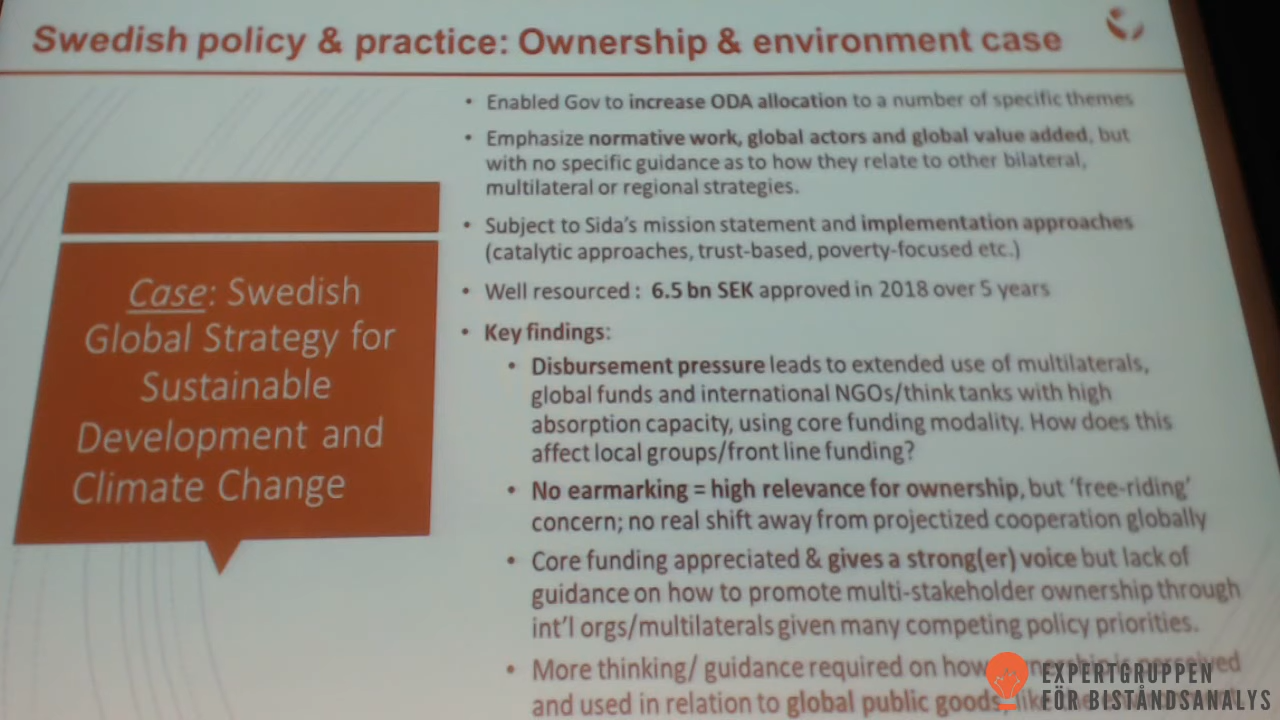 Swedish policy & practice: Ownership & environment case
Case: Swedish
Global Strategy for
Sustainable
Development and
Climate Change
• Enabled Gov to increase ODA allocation to a number of specific themes
• Emphasize normative work, global actors and global value added, but
with no specific guidance as to how they relate to other bilateral,
multilateral or regional strategies.
• Subject to Sida's mission statement and implementation approaches
(catalytic approaches, trust-based, poverty-focused etc.)
• Well resourced : 6.5 bn SEK approved in 2018 over 5 years
• Key findings:
• Disbursement pressure leads to extended use of multilaterals,
global funds and international NGOs/think tanks with high
absorption capacity, using core funding modality. How does this
affect local groups/front line funding?
• No earmarking = high relevance for ownership, but 'free-riding'
concern; no real shift away from projectized cooperation globally
• Core funding appreciated & gives a strong(er) voice but lack of
guidance on how to promote multi-stakeholder ownership through
int'l orgs/multilaterals given many competing policy priorities.
• More thinking/ guidance required on how
and used in relation to global public goods,
EXPERTGRUPPEN
FÖR BISTÅNDSANALYS